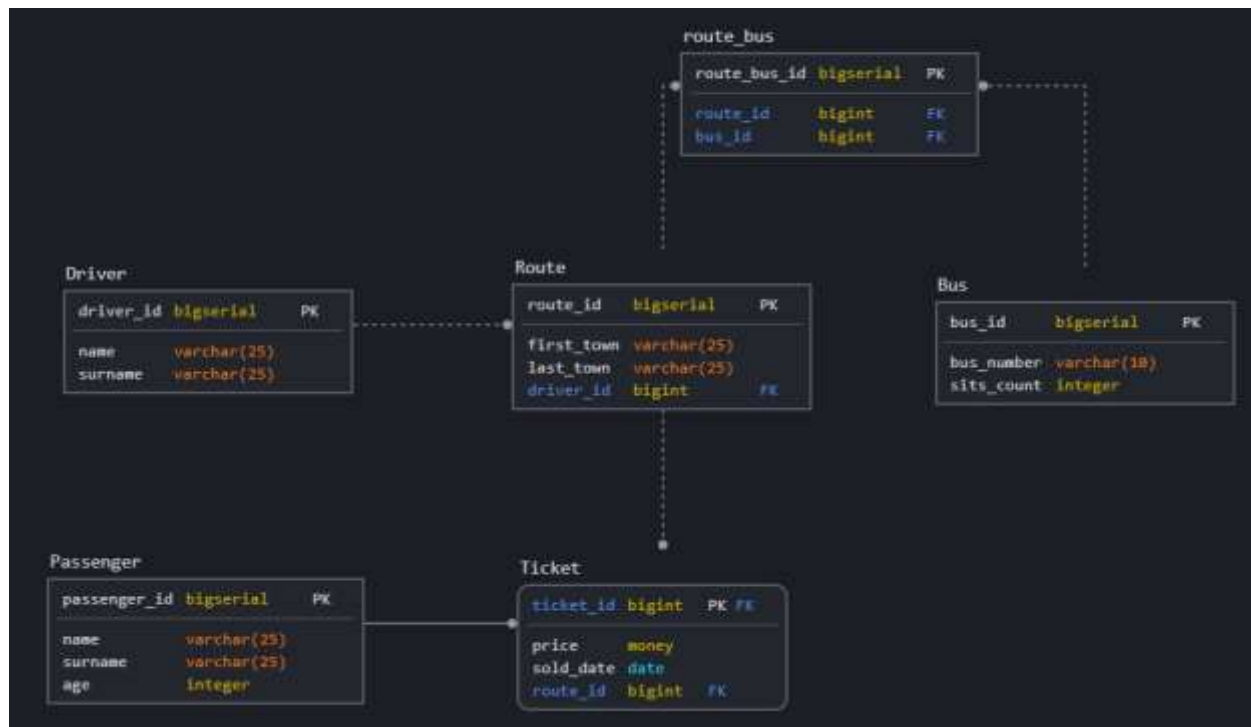 route_bus
route_bus_id bigserial PK
route_id bigint FK
bus_id bigint FK
Driver
driver_id bigserial PK
name varchar(25)
surname varchar(25)
Route
route_id bigserial PK
first_town varchar(25)
last_town varchar(25)
driver_id bigint FK
Bus
bus_id bigserial PK
bus_number varchar(10)
sits_count integer
Passenger
passenger_id bigserial PK
name varchar(25)
surname varchar(25)
age integer
Ticket
ticket_id bigint PK FK
price money
sold_date date
route_id bigint FK